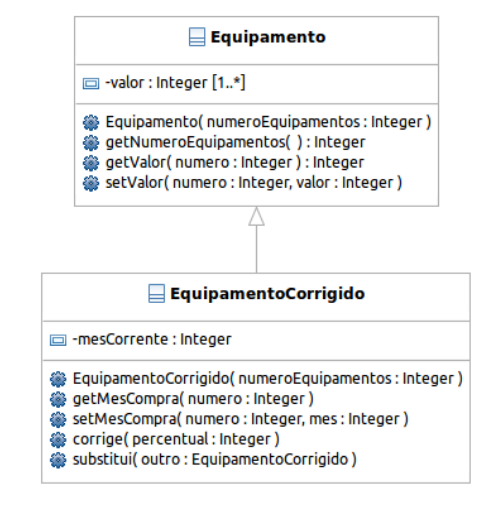 Equipamento
-valor : Integer [1..*]
Equipamento( numeroEquipamentos : Integer )
getNumeroEquipamentos( ) : Integer
getValor( numero : Integer ) : Integer
setValor( numero : Integer, valor : Integer )
EquipamentoCorrigido
-mesCorrente : Integer
EquipamentoCorrigido( numeroEquipamentos : Integer )
getMesCompra( numero : Integer )
setMesCompra( numero : Integer, mes : Integer )
corrige( percentual : Integer )
substitui( outro : EquipamentoCorrigido )